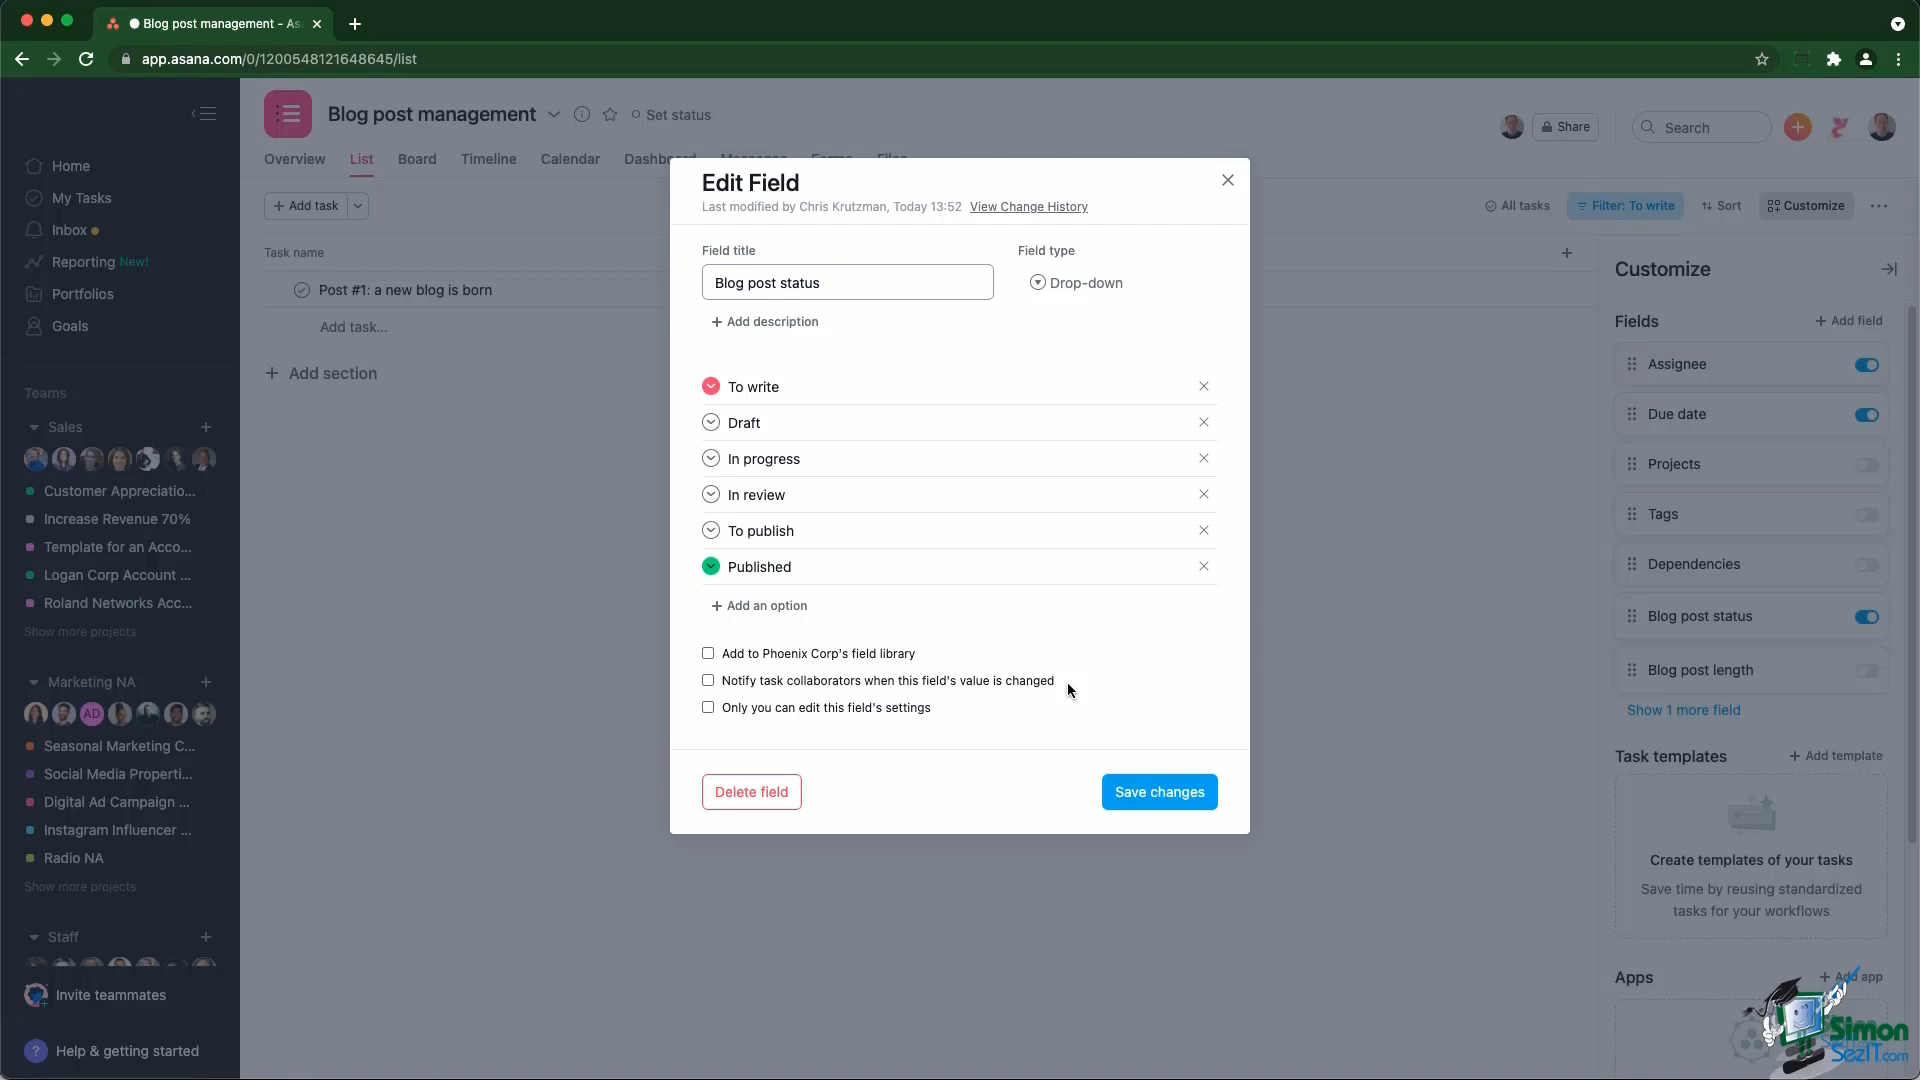 Blog post management - As
app.asana.com/0/1200548121648645/list
Blog post management
Set status
Share
Search
Home
My Tasks
Inbox
Reporting New!
Portfolios
Goals
Overview
List
Board
Timeline
Calendar
Dashboard
Messages
Forms
Files
+ Add task
All tasks
Filter: To write
Sort
Customize
Task name
Post #1: a new blog is born
Add task...
+ Add section
Teams
Sales
Customer Appreciatio...
Increase Revenue 70%
Template for an Acco...
Logan Corp Account ...
Roland Networks Acc...
Show more projects
Marketing NA
AD
Seasonal Marketing C...
Social Media Properti...
Digital Ad Campaign ...
Instagram Influencer ...
Radio NA
Show more projects
Staff
Invite teammates
? Help & getting started
Edit Field
Last modified by Chris Krutzman, Today 13:52 View Change History
Field title
Field type
Blog post status
Drop-down
+ Add description
To write
Draft
In progress
In review
To publish
Published
+ Add an option
Add to Phoenix Corp's field library
Notify task collaborators when this field's value is changed
Only you can edit this field's settings
Delete field
Save changes
Customize
Fields
+ Add field
Assignee
Due date
Projects
Tags
Dependencies
Blog post status
Blog post length
Show 1 more field
Task templates
+ Add template
Create templates of your tasks
Save time by reusing standardized
tasks for your workflows
Apps
+ Add app
Simon
SezIT.com